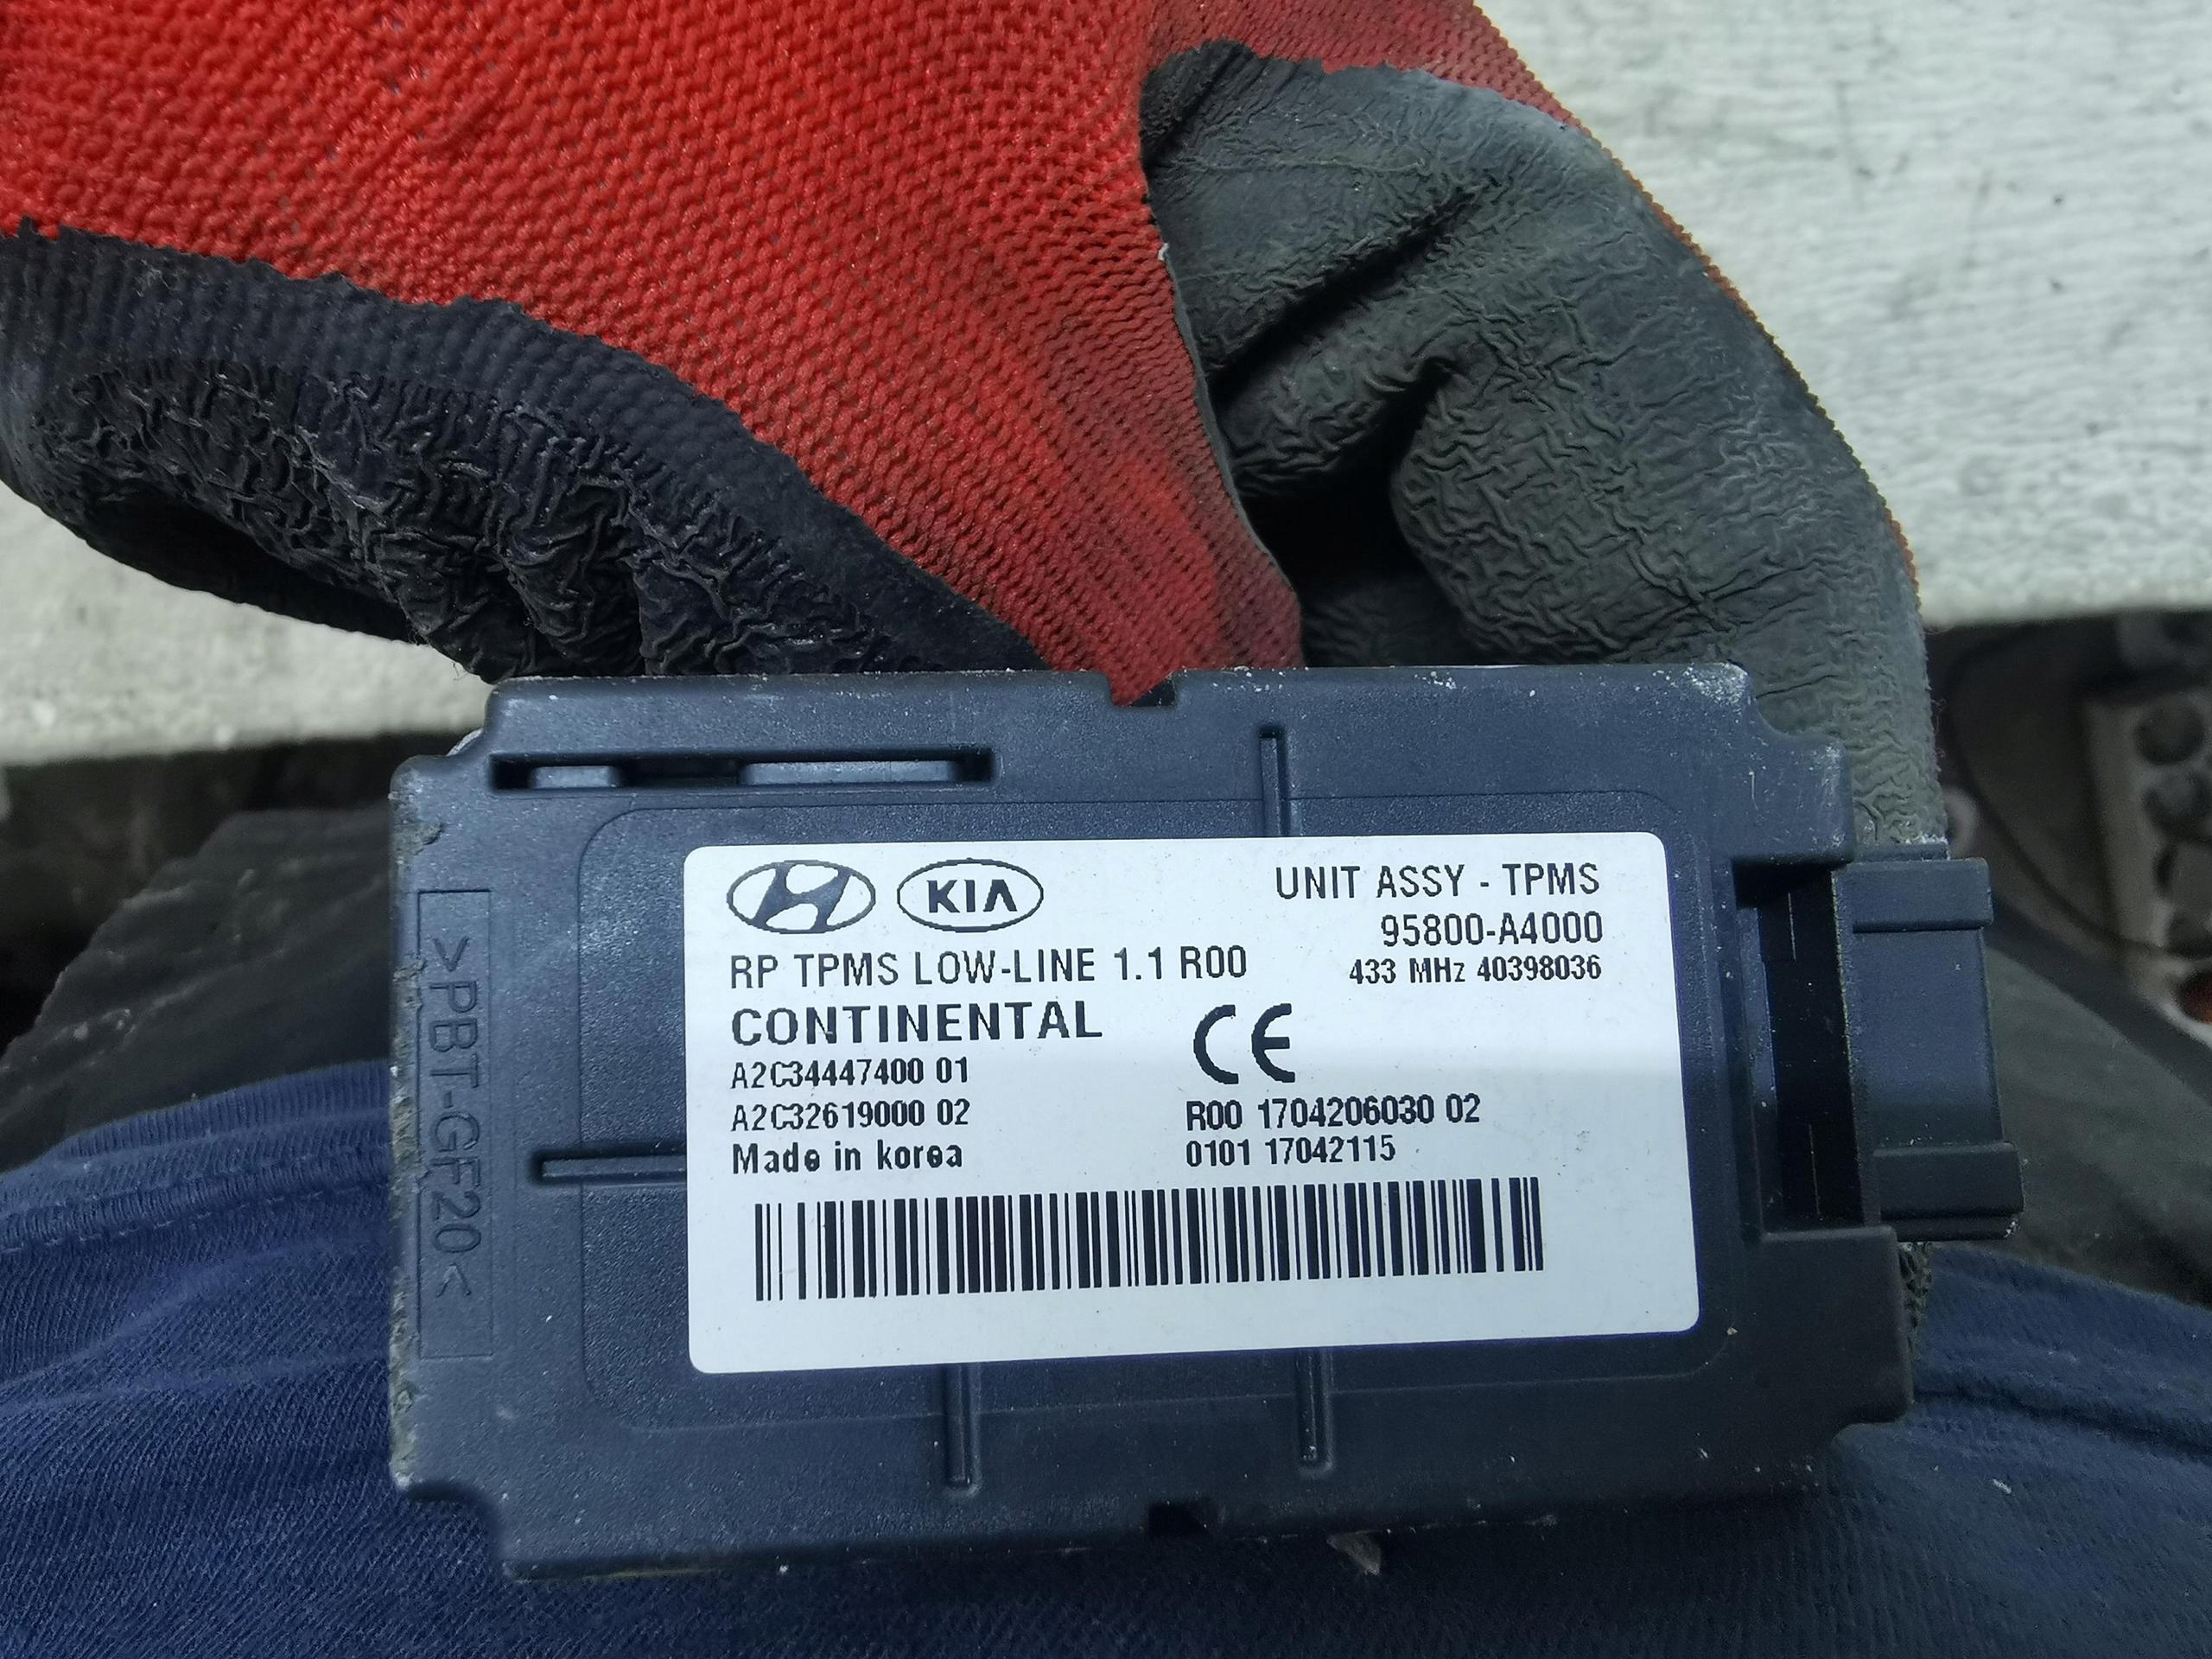 KIA
UNIT ASSY - TPMS
95800-A4000
RP TPMS LOW-LINE 1.1 R00
433 MHz 40398036
CONTINENTAL
CE
A2C34447400 01
A2C32619000 02
R00 1704206030 02
Made in korea
0101 17042115
>PBT-GF20<